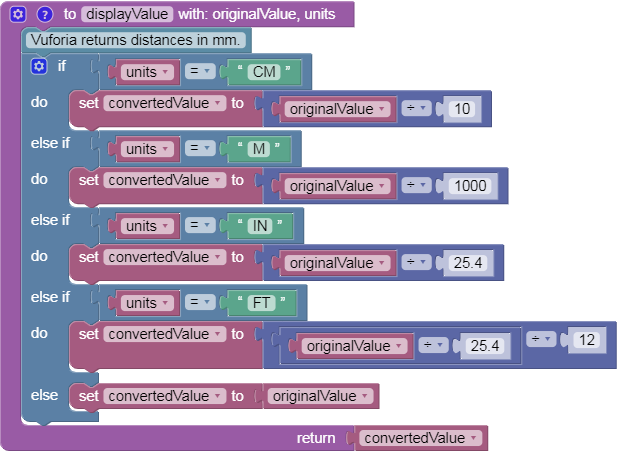 ? to displayValue with: originalValue, units
Vuforia returns distances in mm.
if units = “ CM ”
do set convertedValue to originalValue ÷ 10
else if units = “ M ”
do set convertedValue to originalValue ÷ 1000
else if units = “ IN ”
do set convertedValue to originalValue ÷ 25.4
else if units = “ FT ”
do set convertedValue to originalValue ÷ 25.4 ÷ 12
else set convertedValue to originalValue
return convertedValue